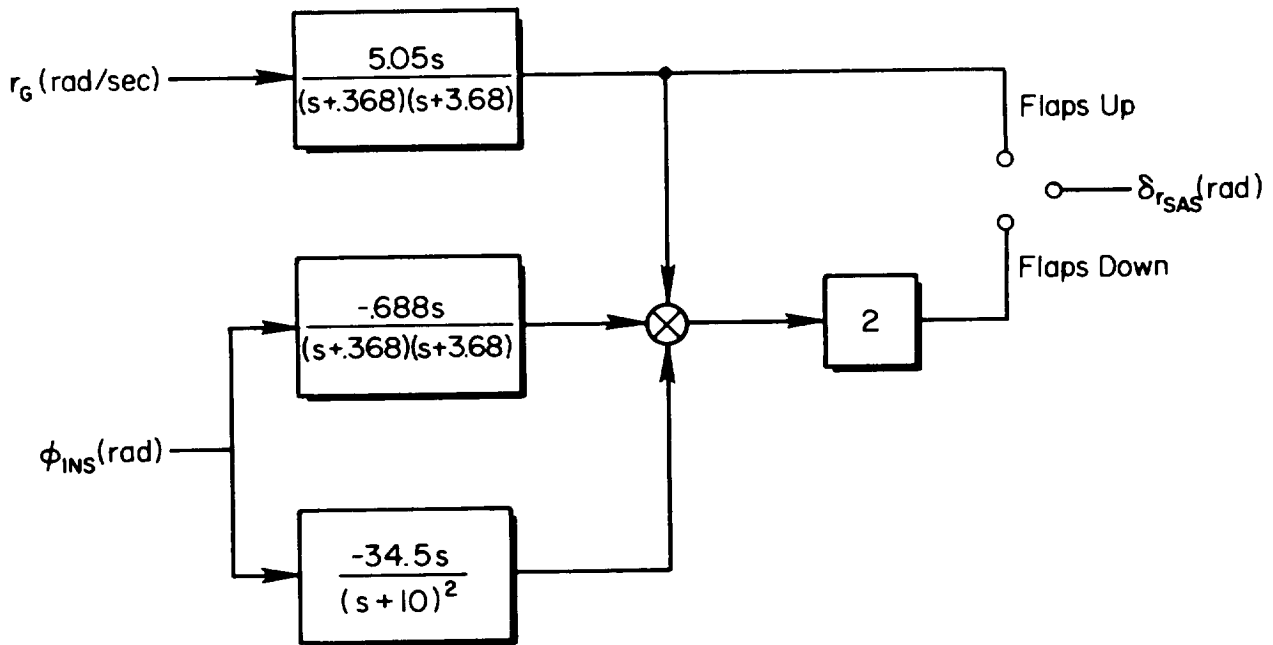 r_G (rad/sec)
5.05s
(s+.368)(s+3.68)
Flaps Up
δ_rSAS (rad)
Flaps Down
-.688s
(s+.368)(s+3.68)
2
ϕ_INS (rad)
-34.5s
(s+10)²